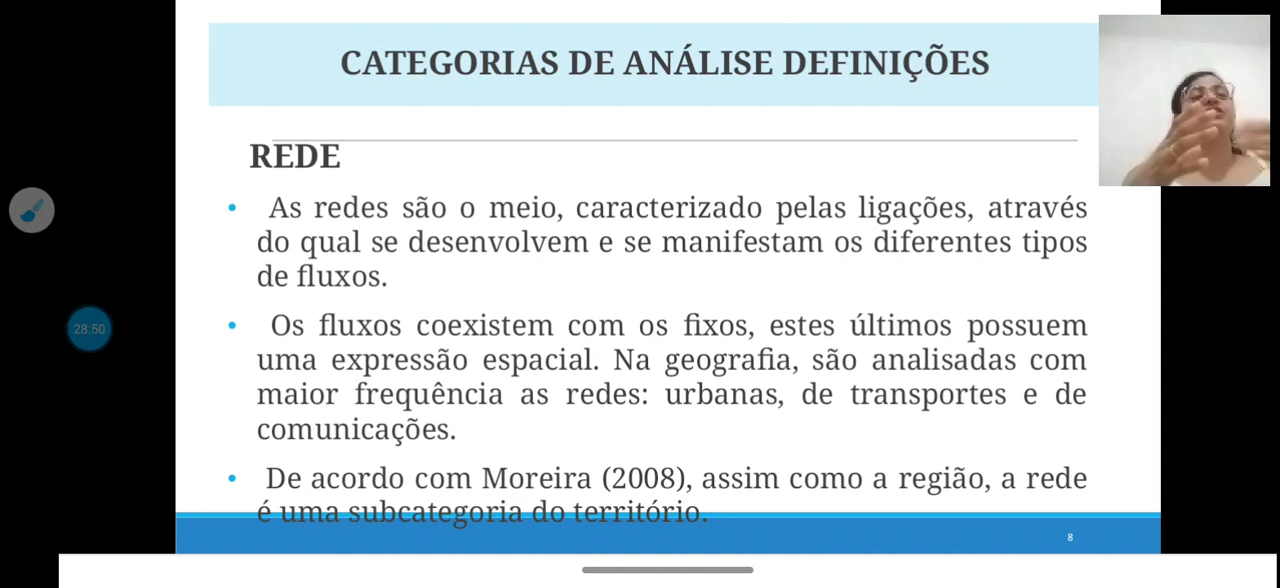 CATEGORIAS DE ANÁLISE DEFINIÇÕES
REDE
• As redes são o meio, caracterizado pelas ligações, através
do qual se desenvolvem e se manifestam os diferentes tipos
de fluxos.
• Os fluxos coexistem com os fixos, estes últimos possuem
uma expressão espacial. Na geografia, são analisadas com
maior frequência as redes: urbanas, de transportes e de
comunicações.
• De acordo com Moreira (2008), assim como a região, a rede
é uma subcategoria do território.
28:50
8